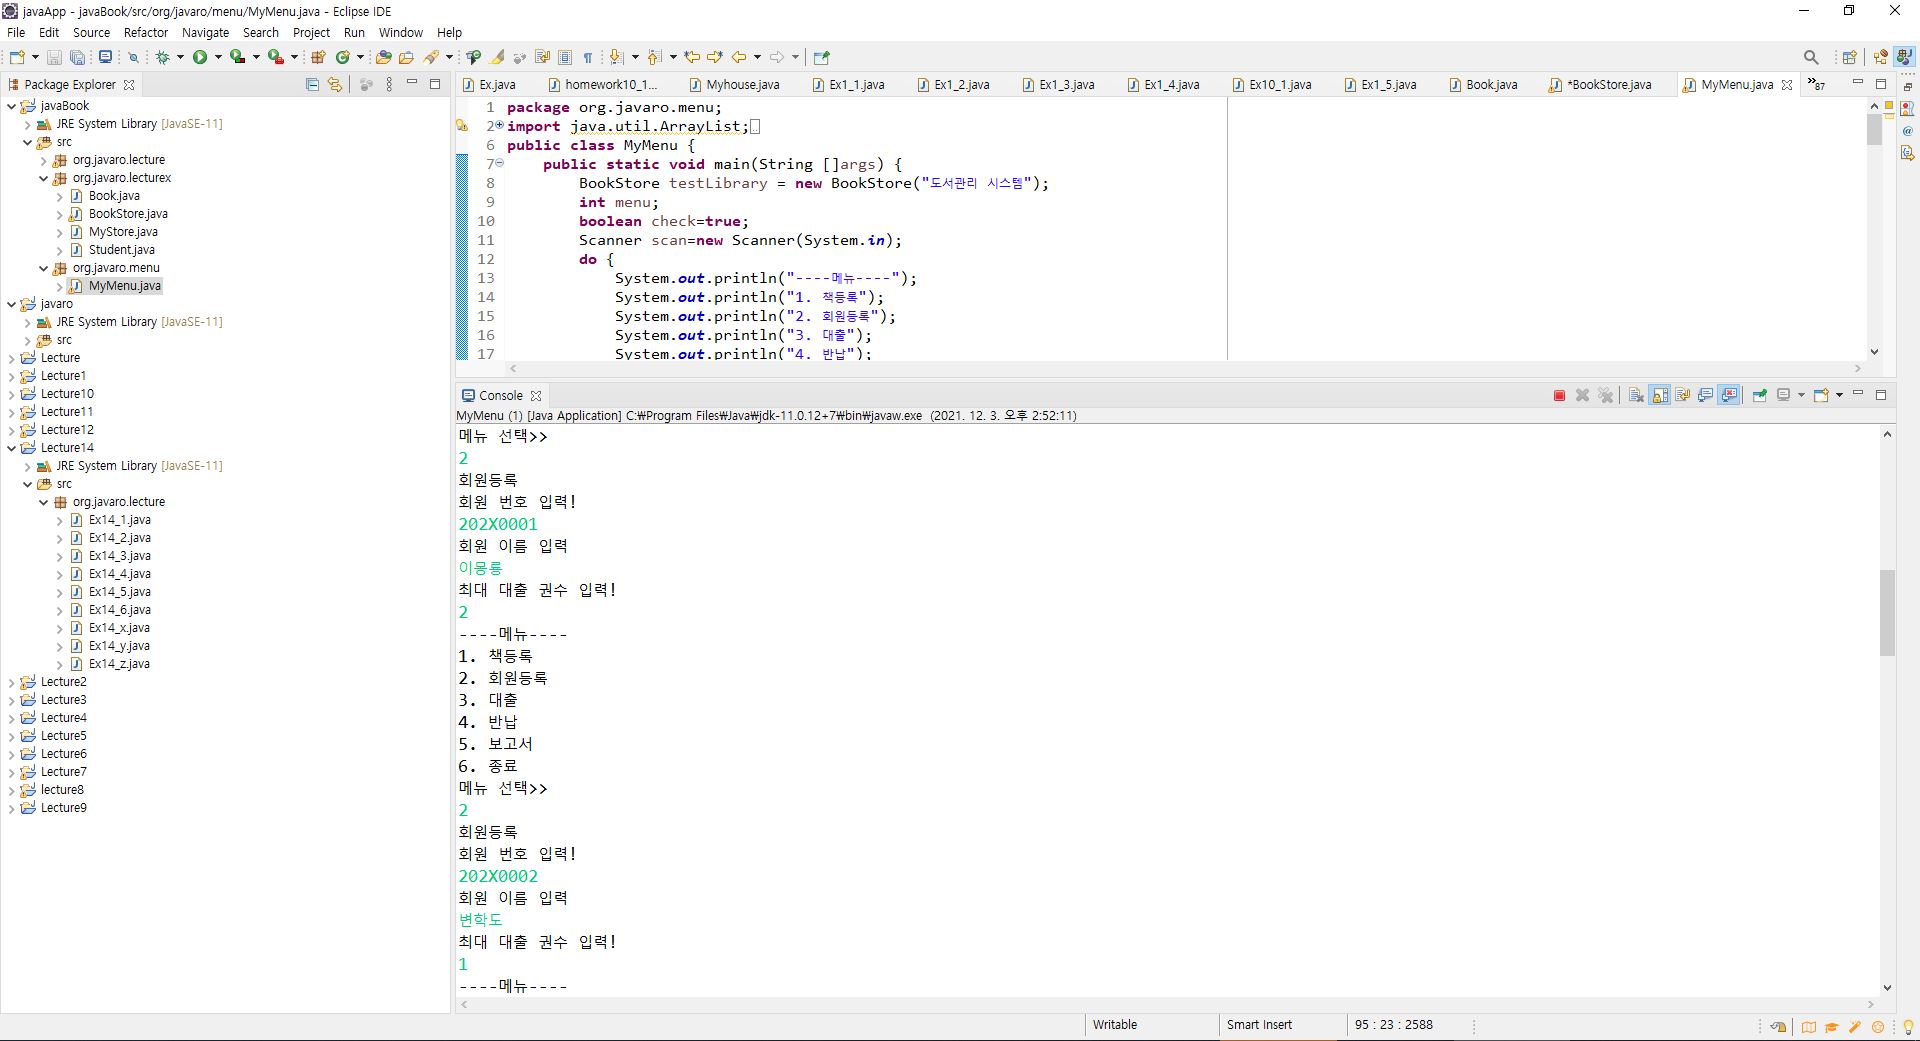 javaApp - javaBook/src/org/javaro/menu/MyMenu.java - Eclipse IDE
File Edit Source Refactor Navigate Search Project Run Window Help
Package Explorer
javaBook
JRE System Library [JavaSE-11]
src
org.javaro.lecture
org.javaro.lecturex
Book.java
BookStore.java
MyStore.java
Student.java
org.javaro.menu
MyMenu.java
javaro
JRE System Library [JavaSE-11]
src
Lecture
Lecture1
Lecture10
Lecture11
Lecture12
Lecture14
JRE System Library [JavaSE-11]
src
org.javaro.lecture
Ex14_1.java
Ex14_2.java
Ex14_3.java
Ex14_4.java
Ex14_5.java
Ex14_6.java
Ex14_x.java
Ex14_y.java
Ex14_z.java
Lecture2
Lecture3
Lecture4
Lecture5
Lecture6
Lecture7
lecture8
Lecture9
Ex.java homework10_1... Myhouse.java Ex1_1.java Ex1_2.java Ex1_3.java Ex1_4.java Ex10_1.java Ex1_5.java Book.java *BookStore.java MyMenu.java »87
1 package org.javaro.menu;
2 import java.util.ArrayList;
6 public class MyMenu {
7 public static void main(String []args) {
8 BookStore testLibrary = new BookStore("도서관리 시스템");
9 int menu;
10 boolean check=true;
11 Scanner scan=new Scanner(System.in);
12 do {
13 System.out.println("----메뉴----");
14 System.out.println("1. 책등록");
15 System.out.println("2. 회원등록");
16 System.out.println("3. 대출");
17 System.out.println("4. 반납");
Console
MyMenu (1) [Java Application] C:₩Program Files₩Java₩jdk-11.0.12+7₩bin₩javaw.exe (2021. 12. 3. 오후 2:52:11)
메뉴 선택>>
2
회원등록
회원 번호 입력!
202X0001
회원 이름 입력
이몽룡
최대 대출 권수 입력!
2
----메뉴----
1. 책등록
2. 회원등록
3. 대출
4. 반납
5. 보고서
6. 종료
메뉴 선택>>
2
회원등록
회원 번호 입력!
202X0002
회원 이름 입력
변학도
최대 대출 권수 입력!
1
----메뉴----
Writable Smart Insert 95 : 23 : 2588